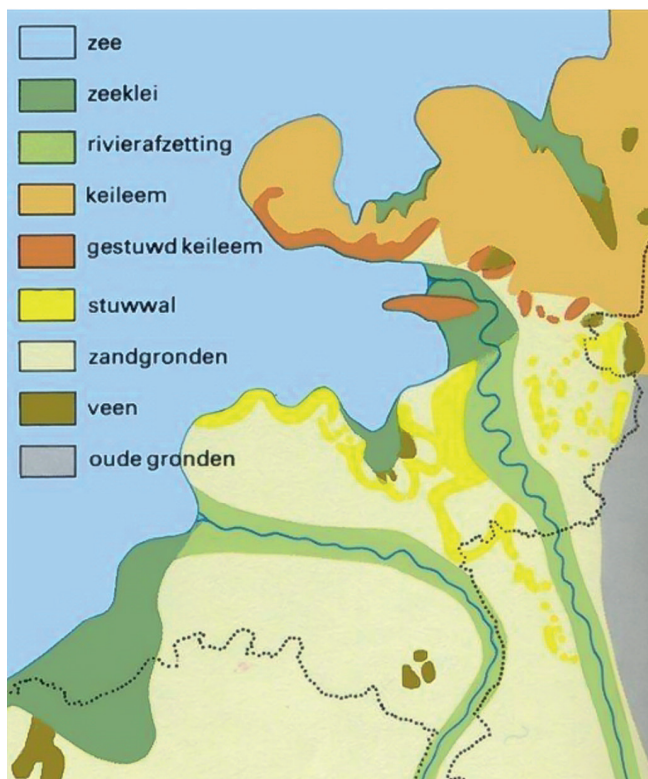 zee
zeeklei
rivierafzetting
keileem
gestuwd keileem
stuwwal
zandgronden
veen
oude gronden